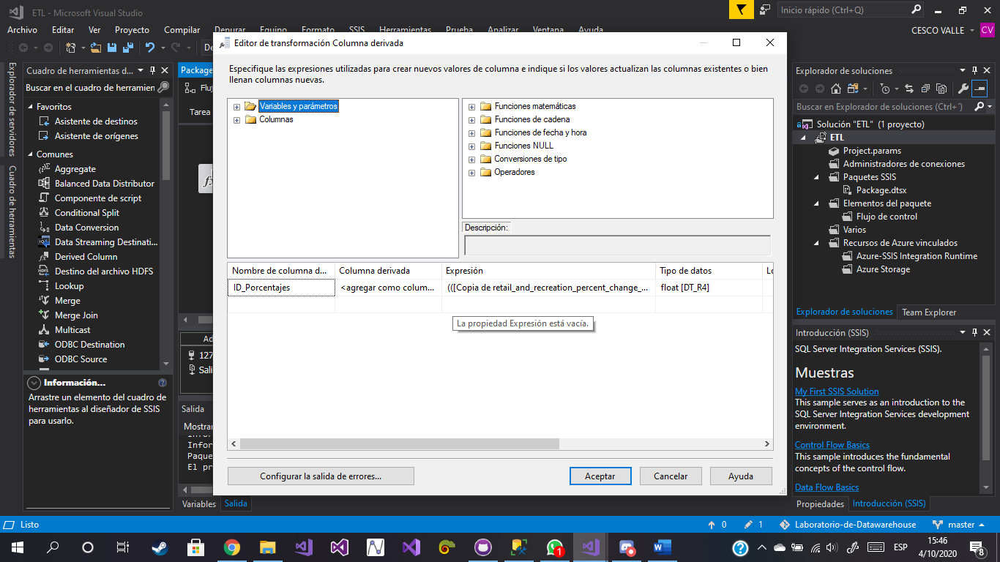 ETL - Microsoft Visual Studio
Inicio rápido (Ctrl+Q)
Archivo Editar Ver Proyecto Compilar Depurar Equipo Formato SSIS Herramientas Prueba Analizar Ventana Ayuda
CESCO VALLE CV
Explorador de servidores
Cuadro de herramientas
Cuadro de herramientas d...
Buscar en el cuadro de herramien
Favoritos
Asistente de destinos
Asistente de orígenes
Comunes
Aggregate
Balanced Data Distributor
Componente de script
Conditional Split
Data Conversion
Data Streaming Destinati...
Derived Column
Destino del archivo HDFS
Lookup
Merge
Merge Join
Multicast
ODBC Destination
ODBC Source
Información...
Arrastre un elemento del cuadro de
herramientas al diseñador de SSIS
para usarlo.
De
Package
Fluj
Tarea
fx
Ad
127
Sali
Salida
Mostrar
Infor
Infor
Paque
El pr
Variables Salida
Editor de transformación Columna derivada
Especifique las expresiones utilizadas para crear nuevos valores de columna e indique si los valores actualizan las columnas existentes o bien
llenan columnas nuevas.
Variables y parámetros
Columnas
Funciones matemáticas
Funciones de cadena
Funciones de fecha y hora
Funciones NULL
Conversiones de tipo
Operadores
Descripción:
Nombre de columna d... Columna derivada Expresión Tipo de datos Lo
ID_Porcentajes <agregar como colum... (([Copia de retail_and_recreation_percent_change_... float [DT_R4]
La propiedad Expresión está vacía.
Configurar la salida de errores... Aceptar Cancelar Ayuda
Explorador de soluciones
Buscar en Explorador de soluciones (Ctrl+´)
Solución "ETL" (1 proyecto)
ETL
Project.params
Administradores de conexiones
Paquetes SSIS
Package.dtsx
Elementos del paquete
Flujo de control
Varios
Recursos de Azure vinculados
Azure-SSIS Integration Runtime
Azure Storage
Explorador de soluciones Team Explorer
Introducción (SSIS)
SQL Server Integration Services (SSIS).
Muestras
My First SSIS Solution
This sample serves as an introduction to the
SQL Server Integration Services development
environment.
Control Flow Basics
This sample introduces the fundamental
concepts of the control flow.
Data Flow Basics
Propiedades Introducción (SSIS)
Listo 0 1 Laboratorio-de-Datawarehouse master
1
ESP
15:46
4/10/2020
8